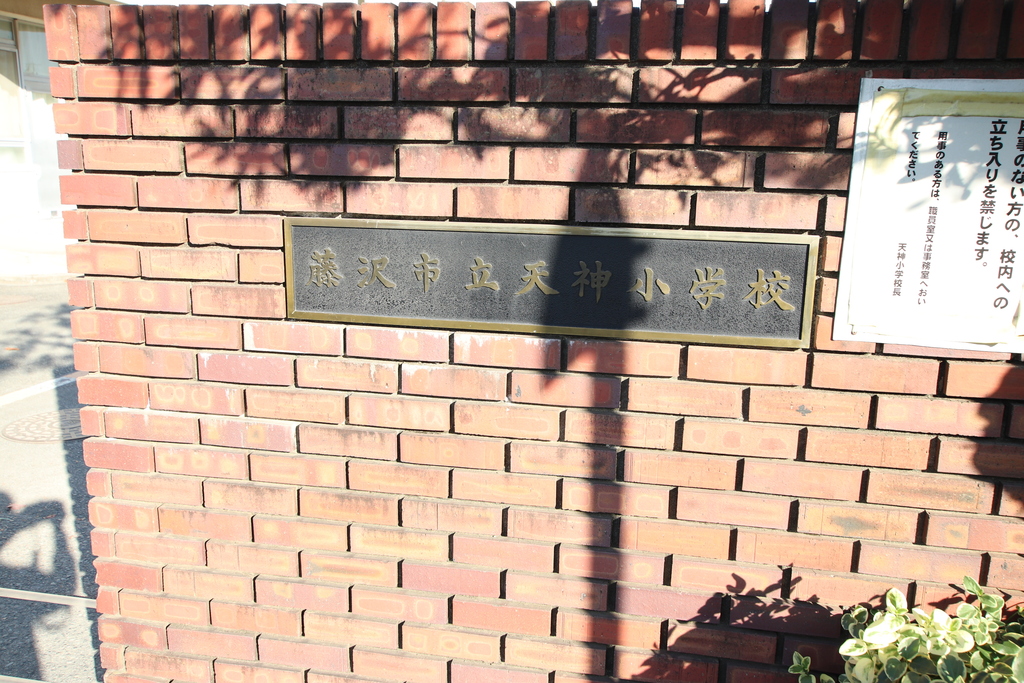 藤沢市立天神小学校
用事のない方の、校内への
立ち入りを禁じます。
用事のある方は、職員室又は事務室へおい
てください。
天神小学校長